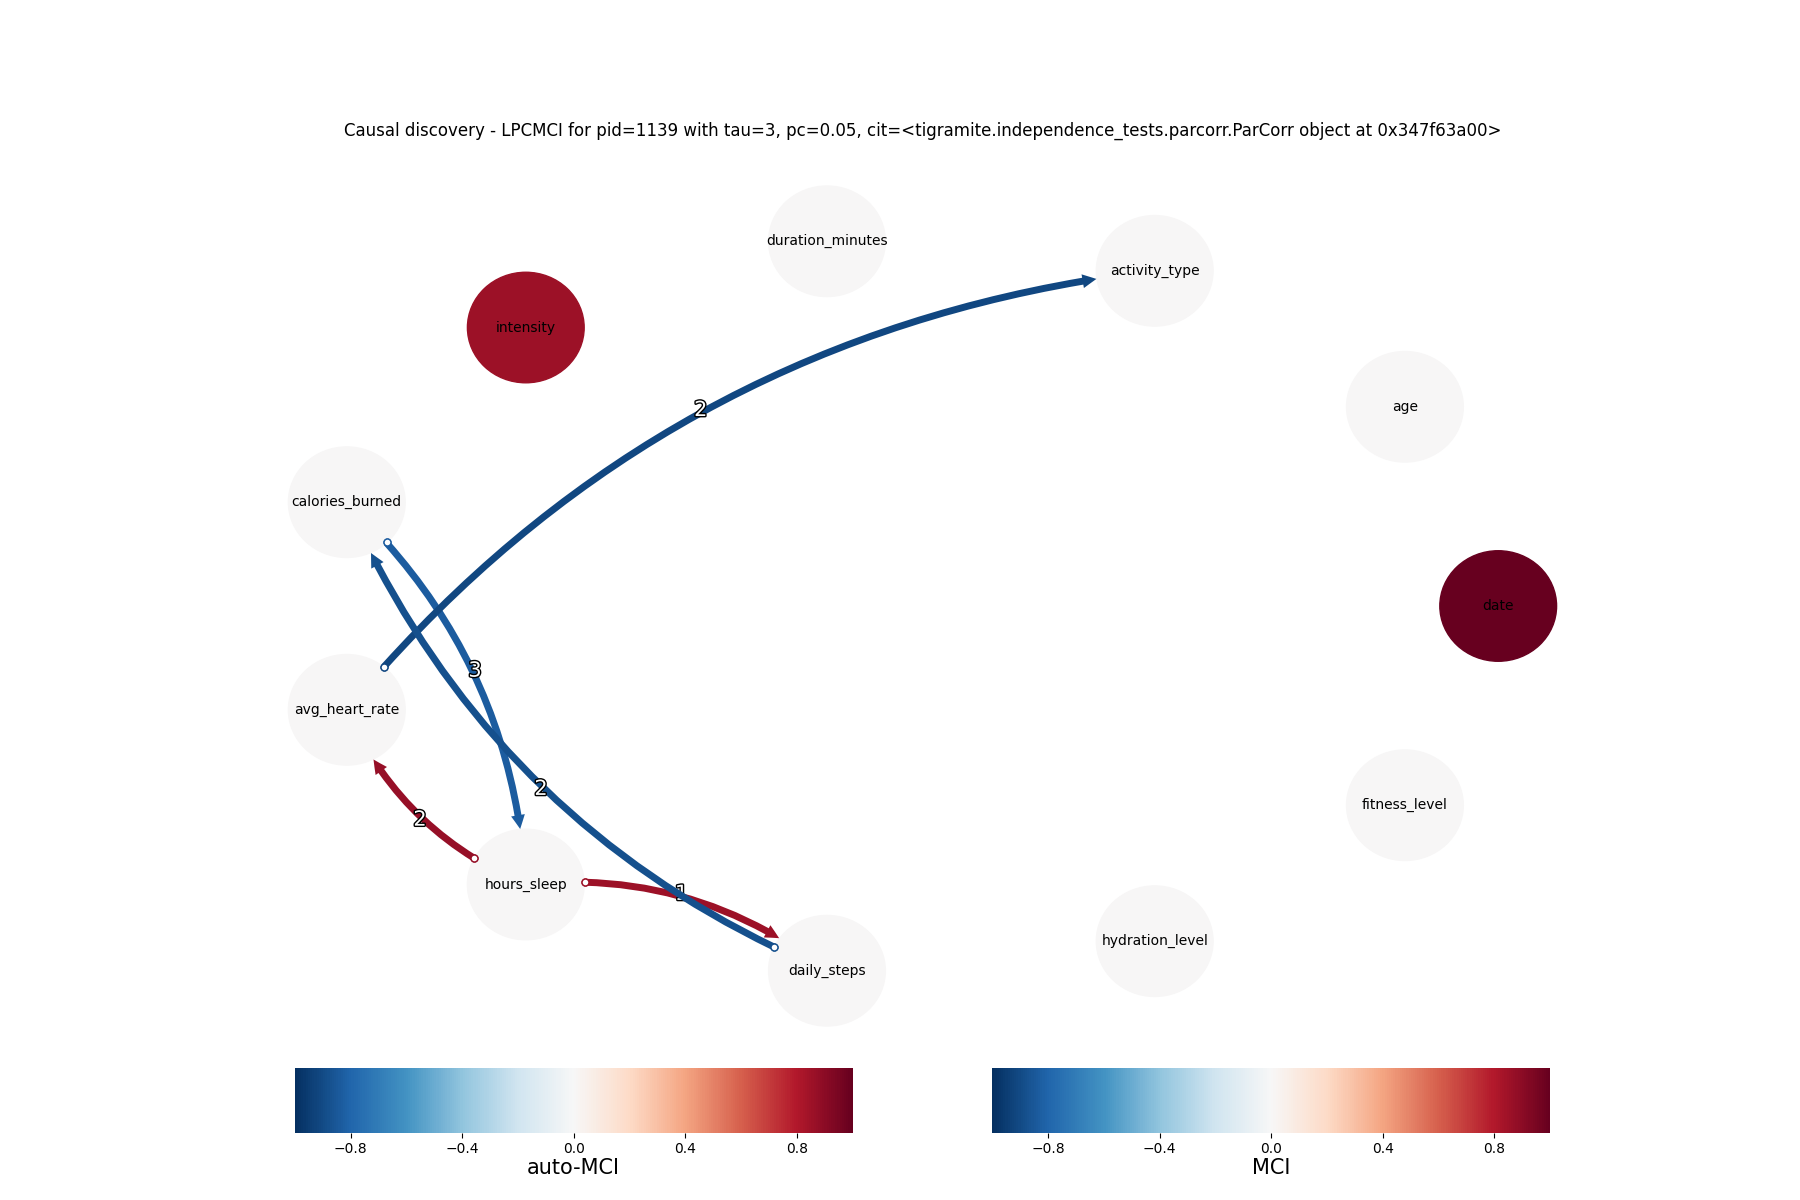 Causal discovery - LPCMCI for pid=1139 with tau=3, pc=0.05, cit=<tigramite.independence_tests.parcorr.ParCorr object at 0x347f63a00>
duration_minutes
activity_type
intensity
age
2
calories_burned
date
3
avg_heart_rate
2
fitness_level
2
hours_sleep
1
hydration_level
daily_steps
−0.8 −0.4 0.0 0.4 0.8
auto-MCI
−0.8 −0.4 0.0 0.4 0.8
MCI